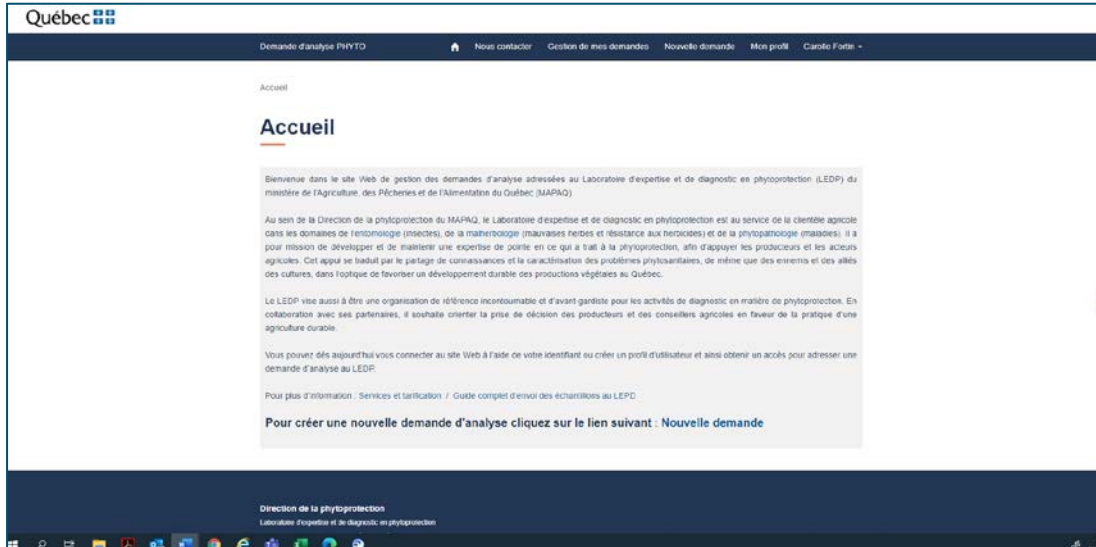 Québec
Demande d'analyse PHYTO
Nous contacter
Gestion de mes demandes
Nouvelle demande
Mon profil
Carolle Fortin
Accueil
Accueil
Bienvenue dans le site Web de gestion des demandes d'analyse adressées au Laboratoire d'expertise et de diagnostic en phytoprotection (LEDP) du
ministère de l'Agriculture, des Pêcheries et de l'Alimentation du Québec (MAPAQ)
Au sein de la Direction de la phytoprotection du MAPAQ, le Laboratoire d'expertise et de diagnostic en phytoprotection est au service de la clientèle agricole
dans les domaines de l'entomologie (insectes), de la malherbologie (mauvaises herbes et résistance aux herbicides) et de la phytopathologie (maladies). Il a
pour mission de développer et de maintenir une expertise de pointe en ce qui a trait à la phytoprotection, afin d'appuyer les producteurs et les acteurs
agricoles. Cet appui se traduit par le partage de connaissances et la caractérisation des problèmes phytosanitaires, de même que des ennemis et des alliés
des cultures, dans l'optique de favoriser un développement durable des productions végétales au Québec.
Le LEDP vise aussi à être une organisation de référence incontournable et d'avant-gardiste pour les activités de diagnostic en matière de phytoprotection. En
collaboration avec ses partenaires, il souhaite orienter la prise de décision des producteurs et des conseillers agricoles en faveur de la pratique d'une
agriculture durable.
Vous pouvez dès aujourd'hui vous connecter au site Web à l'aide de votre identifiant ou créer un profil d'utilisateur et ainsi obtenir un accès pour adresser une
demande d'analyse au LEDP.
Pour plus d'information : Services et tarification / Guide complet d'envoi des échantillons au LEPD
Pour créer une nouvelle demande d'analyse cliquez sur le lien suivant : Nouvelle demande
Direction de la phytoprotection
Laboratoire d'expertise et de diagnostic en phytoprotection